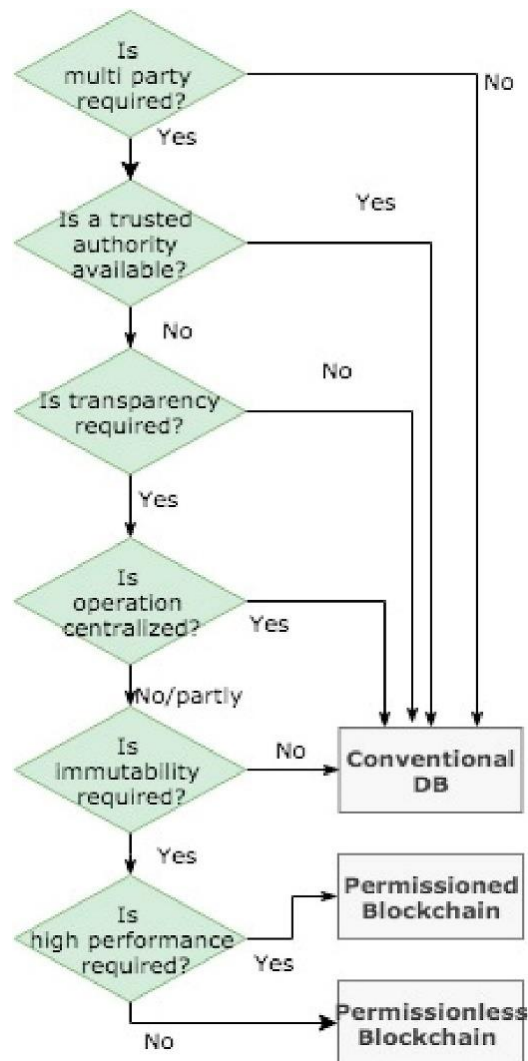 Is
multi party
required?
No
Yes
Is a trusted
authority
available?
Yes
No
Is transparency
required?
No
Yes
Is
operation
centralized?
Yes
No/partly
Is
immutability
required?
No
Conventional
DB
Yes
Is
high performance
required?
Yes
Permissioned
Blockchain
No
Permissionless
Blockchain